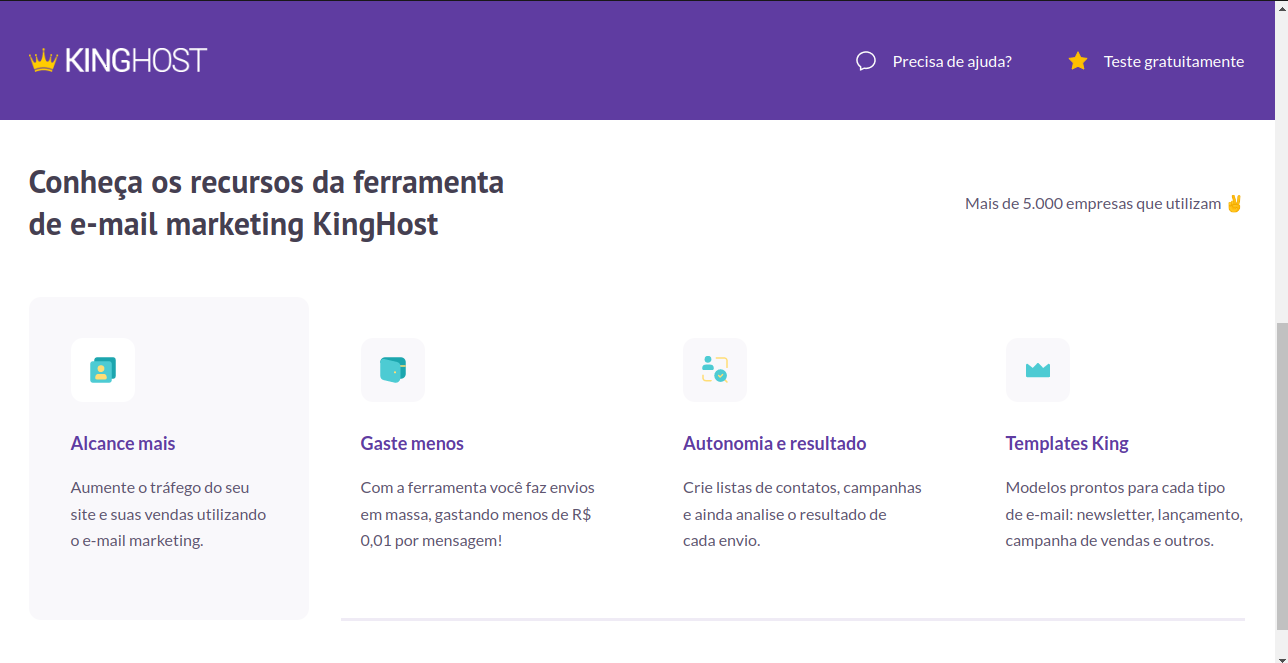 KINGHOST
Precisa de ajuda?
Teste gratuitamente
Conheça os recursos da ferramenta
de e-mail marketing KingHost
Mais de 5.000 empresas que utilizam ✌
Alcance mais
Aumente o tráfego do seu
site e suas vendas utilizando
o e-mail marketing.
Gaste menos
Com a ferramenta você faz envios
em massa, gastando menos de R$
0,01 por mensagem!
Autonomia e resultado
Crie listas de contatos, campanhas
e ainda analise o resultado de
cada envio.
Templates King
Modelos prontos para cada tipo
de e-mail: newsletter, lançamento,
campanha de vendas e outros.